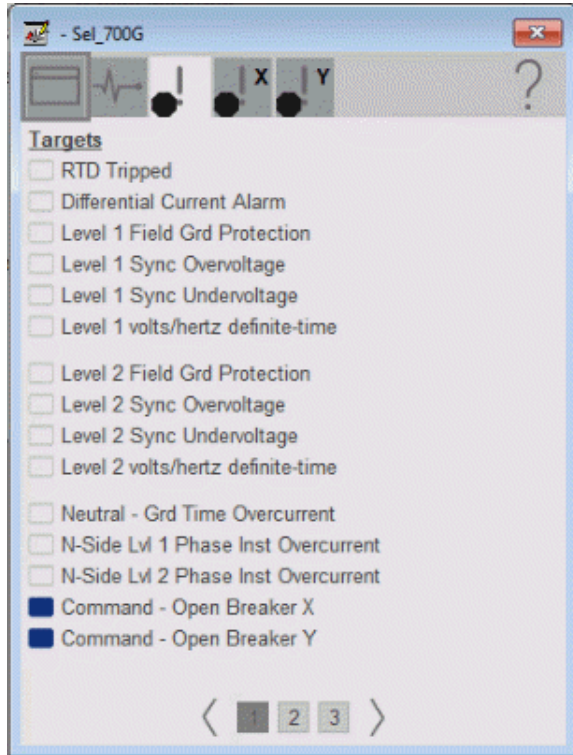 - Sel_700G
X Y ?
Targets
RTD Tripped
Differential Current Alarm
Level 1 Field Grd Protection
Level 1 Sync Overvoltage
Level 1 Sync Undervoltage
Level 1 volts/hertz definite-time
Level 2 Field Grd Protection
Level 2 Sync Overvoltage
Level 2 Sync Undervoltage
Level 2 volts/hertz definite-time
Neutral - Grd Time Overcurrent
N-Side Lvl 1 Phase Inst Overcurrent
N-Side Lvl 2 Phase Inst Overcurrent
Command - Open Breaker X
Command - Open Breaker Y
1 2 3